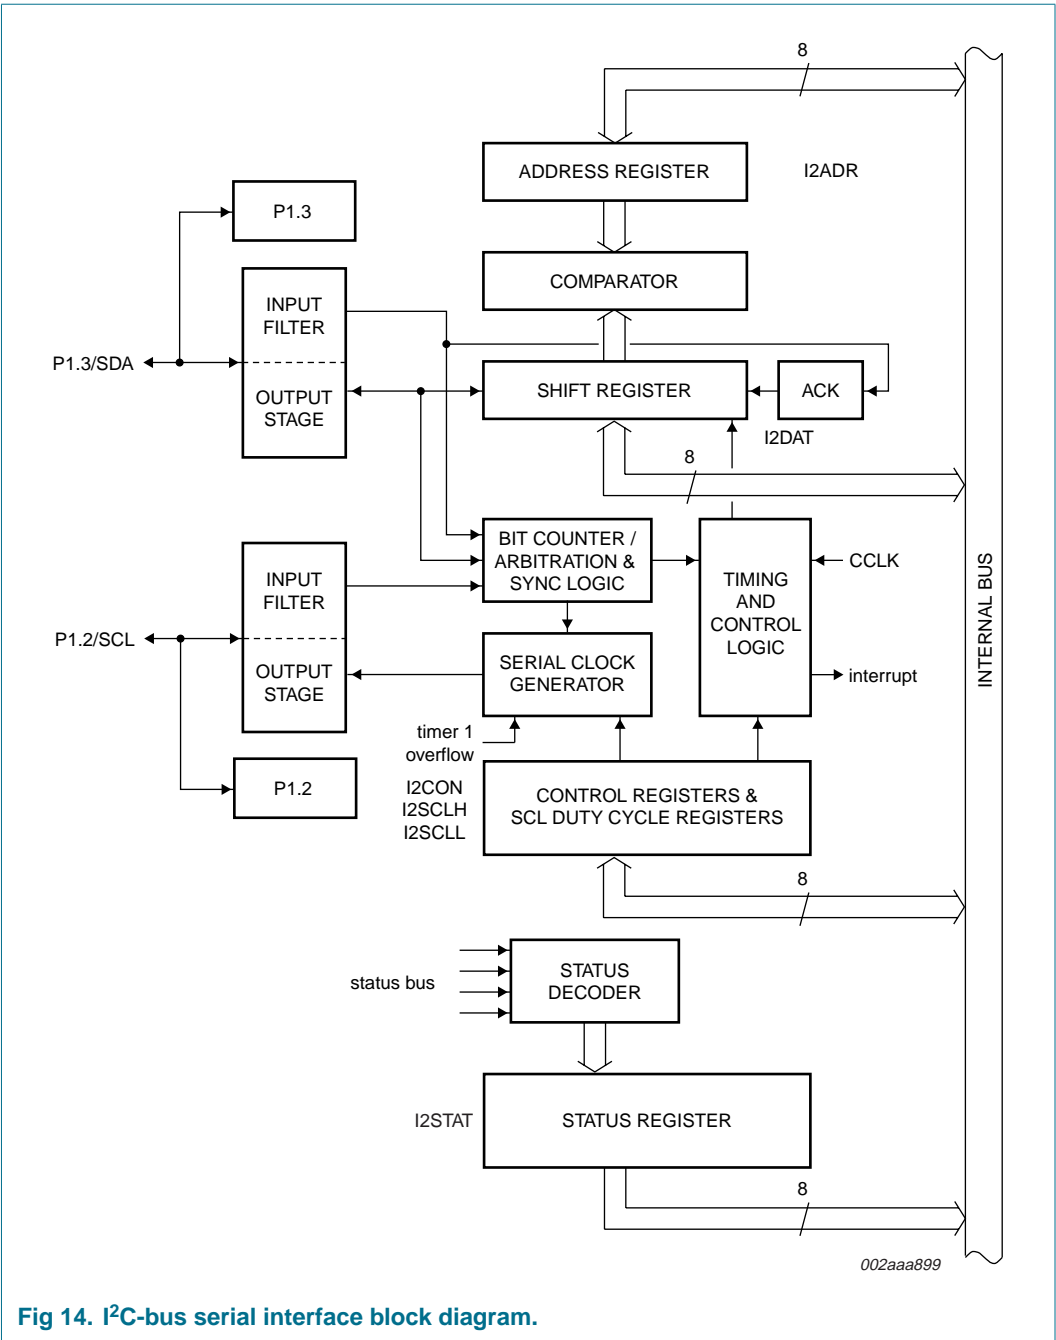 8
ADDRESS REGISTER
I2ADR
P1.3
COMPARATOR
INPUT
FILTER
P1.3/SDA
OUTPUT
STAGE
SHIFT REGISTER
ACK
I2DAT
8
BIT COUNTER /
ARBITRATION &
SYNC LOGIC
INPUT
FILTER
TIMING
AND
CONTROL
LOGIC
CCLK
INTERNAL BUS
P1.2/SCL
OUTPUT
STAGE
SERIAL CLOCK
GENERATOR
interrupt
timer 1
overflow
P1.2
I2CON
I2SCLH
I2SCLL
CONTROL REGISTERS &
SCL DUTY CYCLE REGISTERS
8
status bus
STATUS
DECODER
I2STAT
STATUS REGISTER
8
002aaa899
Fig 14. I²C-bus serial interface block diagram.